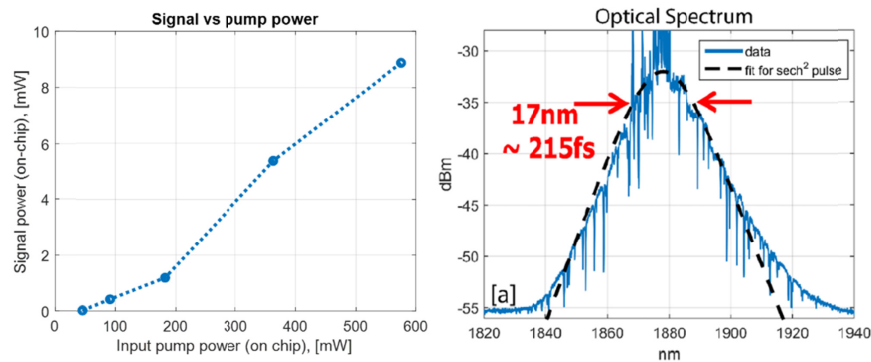 Signal vs pump power
Signal power (on-chip), [mW]
10
8
6
4
2
0
0 100 200 300 400 500 600
Input pump power (on chip), [mW]
Optical Spectrum
data
fit for sech² pulse
17nm
~ 215fs
[a]
dBm
-30
-35
-40
-45
-50
-55
1820 1840 1860 1880 1900 1920 1940
nm